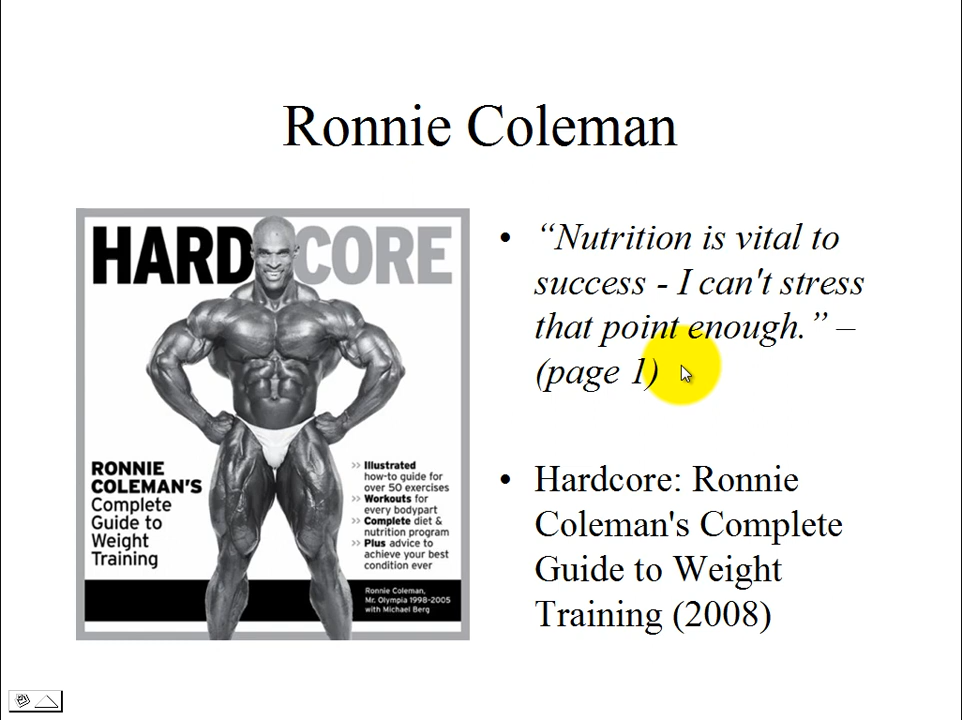 Ronnie Coleman
HARDCORE
RONNIE
COLEMAN'S
Complete
Guide to
Weight
Training
>> Illustrated
how-to guide for
over 50 exercises
>> Workouts for
every bodypart
>> Complete diet &
nutrition program
>> Plus advice to
achieve your best
condition ever
Ronnie Coleman,
Mr. Olympia 1998-2005
with Michael Berg
• “Nutrition is vital to
success - I can't stress
that point enough.” –
(page 1)
• Hardcore: Ronnie
Coleman's Complete
Guide to Weight
Training (2008)